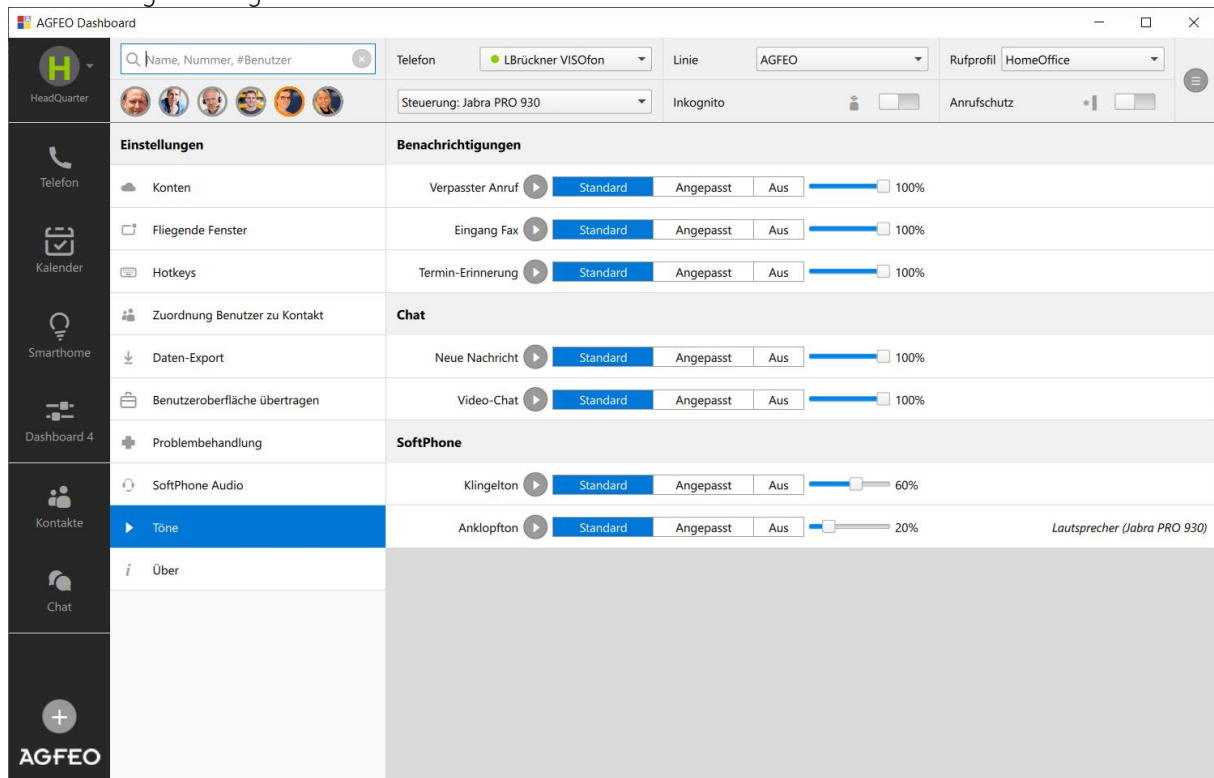 AGFEO Dashboard
H
HeadQuarter
Name, Nummer, #Benutzer
Telefon
LBrückner VISOfon
Linie
AGFEO
Rufprofil
HomeOffice
Steuerung: Jabra PRO 930
Inkognito
Anrufschutz
Telefon
Kalender
Smarthome
Dashboard 4
Kontakte
Chat
AGFEO
Einstellungen
Konten
Fliegende Fenster
Hotkeys
Zuordnung Benutzer zu Kontakt
Daten-Export
Benutzeroberfläche übertragen
Problembehandlung
SoftPhone Audio
Töne
Über
Benachrichtigungen
Verpasster Anruf Standard Angepasst Aus 100%
Eingang Fax Standard Angepasst Aus 100%
Termin-Erinnerung Standard Angepasst Aus 100%
Chat
Neue Nachricht Standard Angepasst Aus 100%
Video-Chat Standard Angepasst Aus 100%
SoftPhone
Klingelton Standard Angepasst Aus 60%
Anklopfton Standard Angepasst Aus 20% Lautsprecher (Jabra PRO 930)